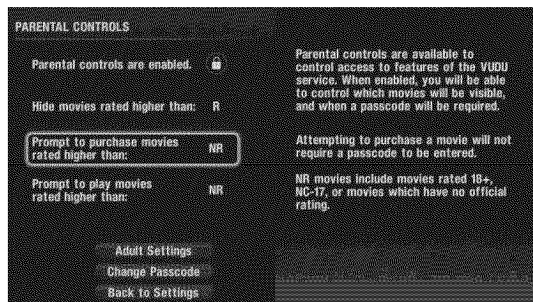 PARENTAL CONTROLS
Parental controls are enabled.
Hide movies rated higher than: R
Prompt to purchase movies
rated higher than: NR
Prompt to play movies
rated higher than: NR
Adult Settings
Change Passcode
Back to Settings
Parental controls are available to
control access to features of the VUDU
service. When enabled, you will be able
to control which movies will be visible,
and when a passcode will be required.
Attempting to purchase a movie will not
require a passcode to be entered.
NR movies include movies rated 18+,
NC-17, or movies which have no official
rating.